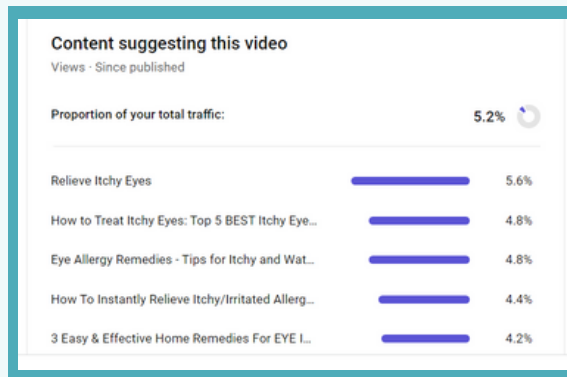 Content suggesting this video
Views · Since published
Proportion of your total traffic: 5.2%
Relieve Itchy Eyes 5.6%
How to Treat Itchy Eyes: Top 5 BEST Itchy Eye... 4.8%
Eye Allergy Remedies - Tips for Itchy and Wat... 4.8%
How To Instantly Relieve Itchy/Irritated Allerg... 4.4%
3 Easy & Effective Home Remedies For EYE I... 4.2%